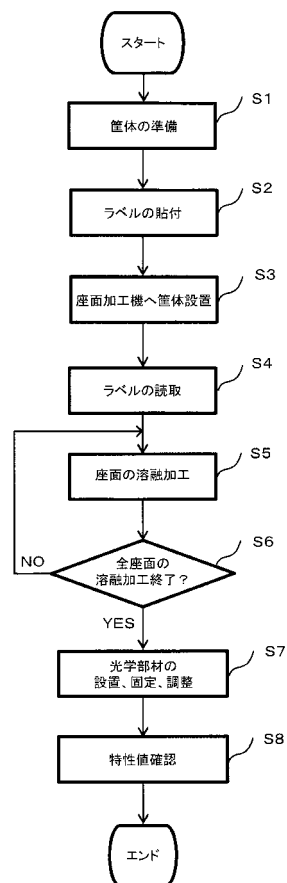 スタート
S1
筐体の準備
S2
ラベルの貼付
S3
座面加工機へ筐体設置
S4
ラベルの読取
S5
座面の溶融加工
S6
全座面の
溶融加工終了?
NO
YES
S7
光学部材の
設置、固定、調整
S8
特性値確認
エンド